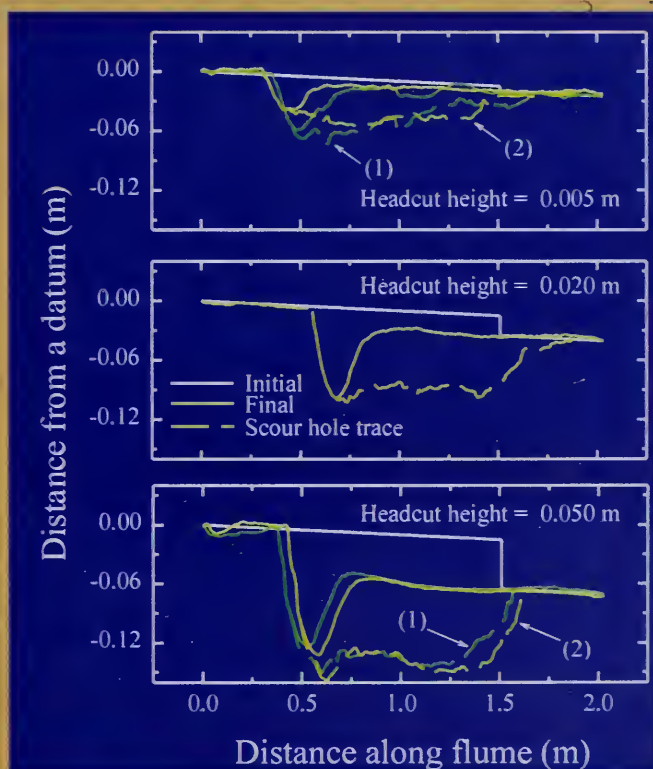 0.00
-0.06
-0.12
(1)
(2)
Headcut height = 0.005 m
Headcut height = 0.020 m
0.00
-0.06
-0.12
Initial
Final
Scour hole trace
Headcut height = 0.050 m
0.00
-0.06
-0.12
(1)
(2)
0.0 0.5 1.0 1.5 2.0
Distance from a datum (m)
Distance along flume (m)